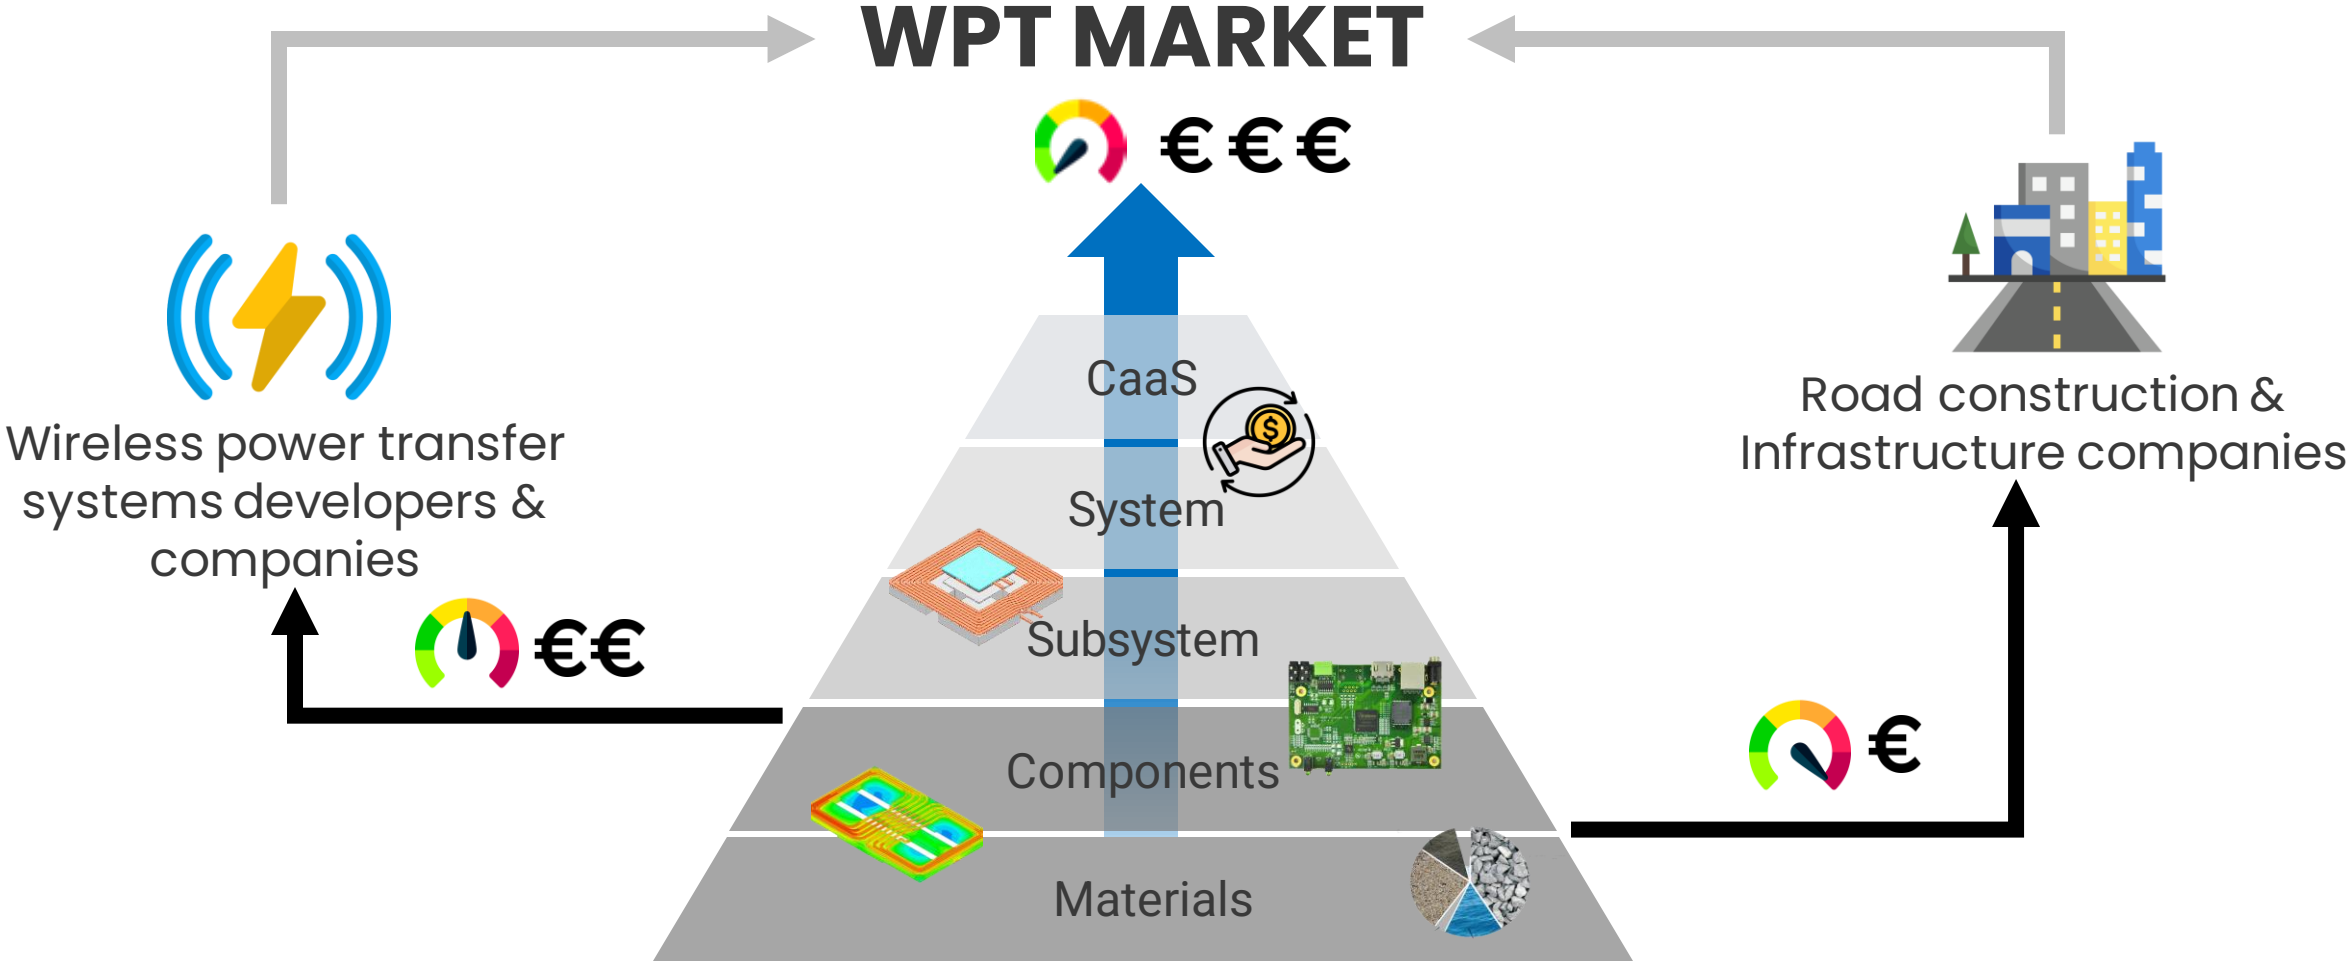 WPT MARKET
€ € €
CaaS
$
System
Subsystem
Components
Materials
Wireless power transfer
systems developers &
companies
€€
Road construction &
Infrastructure companies
€